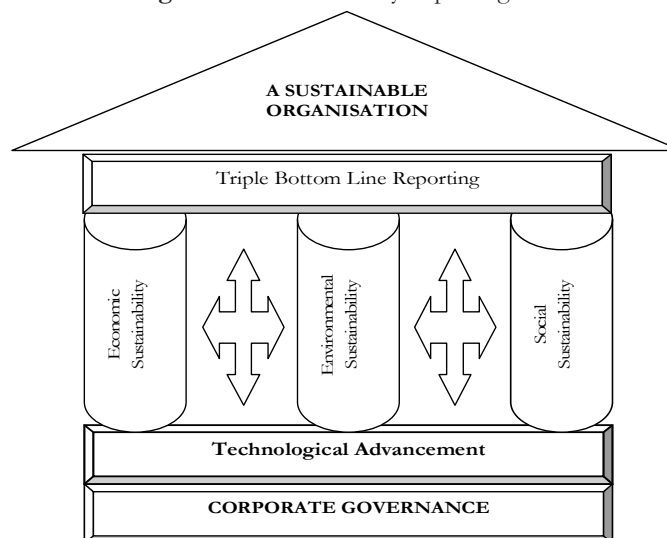 A SUSTAINABLE
ORGANISATION
Triple Bottom Line Reporting
Economic
Sustainability
Environmental
Sustainability
Social
Sustainability
Technological Advancement
CORPORATE GOVERNANCE